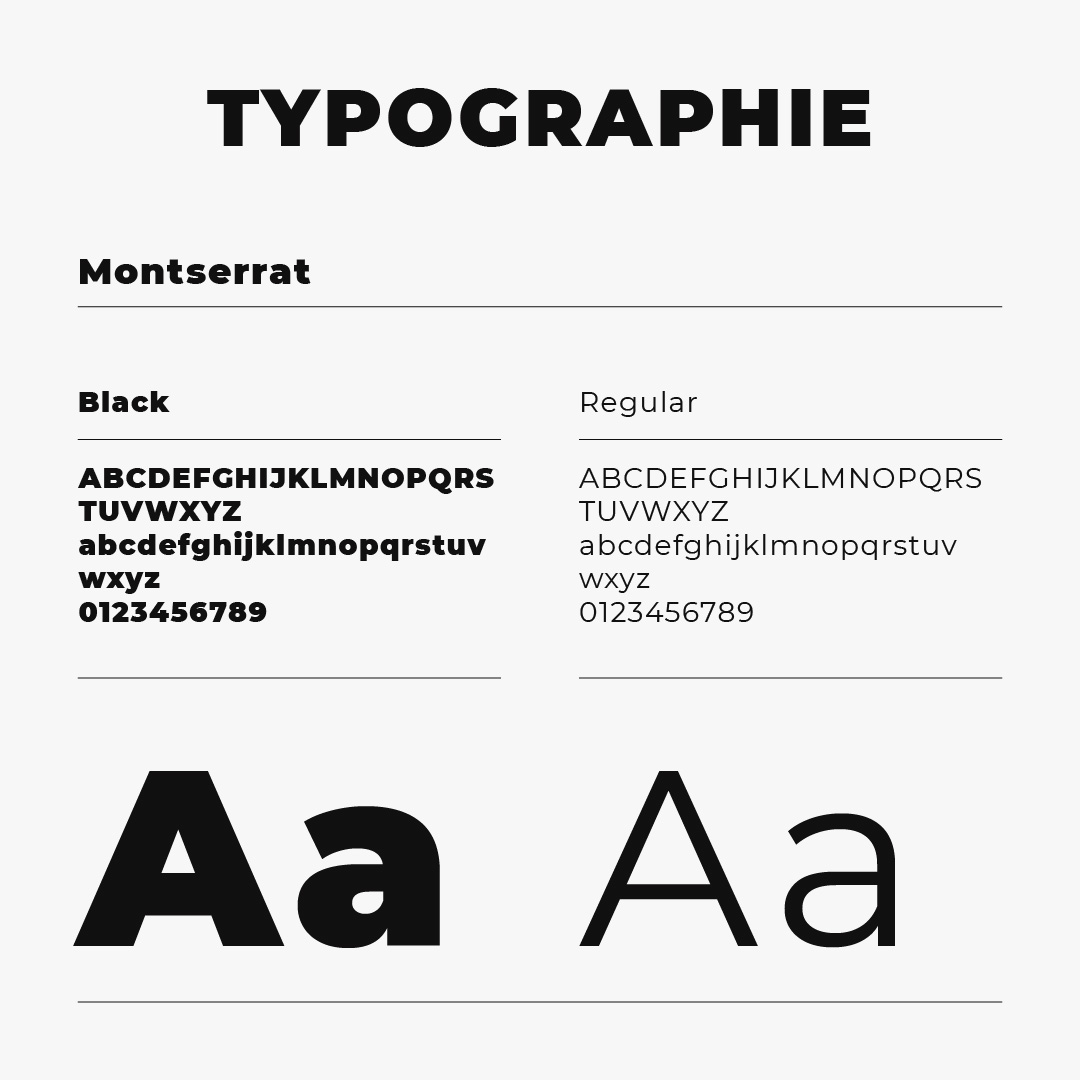 TYPOGRAPHIE
Montserrat
Black
ABCDEFGHIJKLMNOPQRS
TUVWXYZ
abcdefghijklmnopqrstuv
wxyz
0123456789
Aa
Regular
ABCDEFGHIJKLMNOPQRS
TUVWXYZ
abcdefghijklmnopqrstuv
wxyz
0123456789
Aa